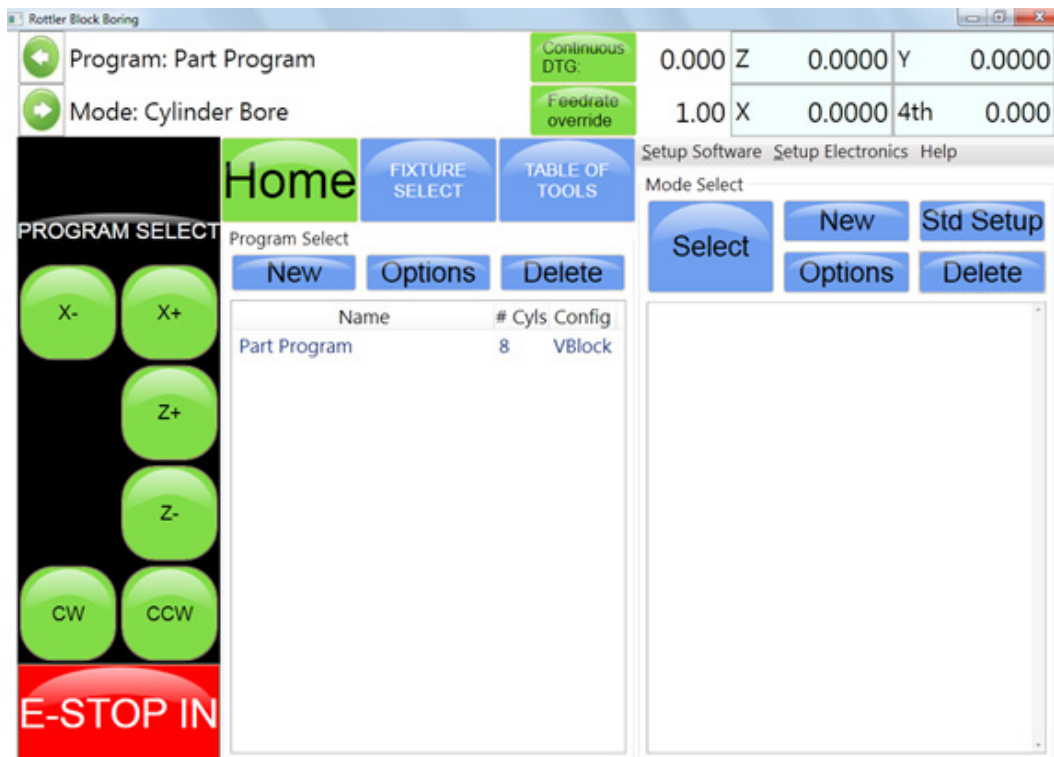 Rottler Block Boring
Program: Part Program
Continuous
DTG:
0.000 Z 0.0000 Y 0.0000
Mode: Cylinder Bore
Feedrate
override
1.00 X 0.0000 4th 0.000
Home
FIXTURE
SELECT
TABLE OF
TOOLS
Setup Software Setup Electronics Help
Mode Select
Select
New
Std Setup
Options
Delete
PROGRAM SELECT
Program Select
New Options Delete
Name # Cyls Config
Part Program 8 VBlock
X- X+
Z+
Z-
CW CCW
E-STOP IN